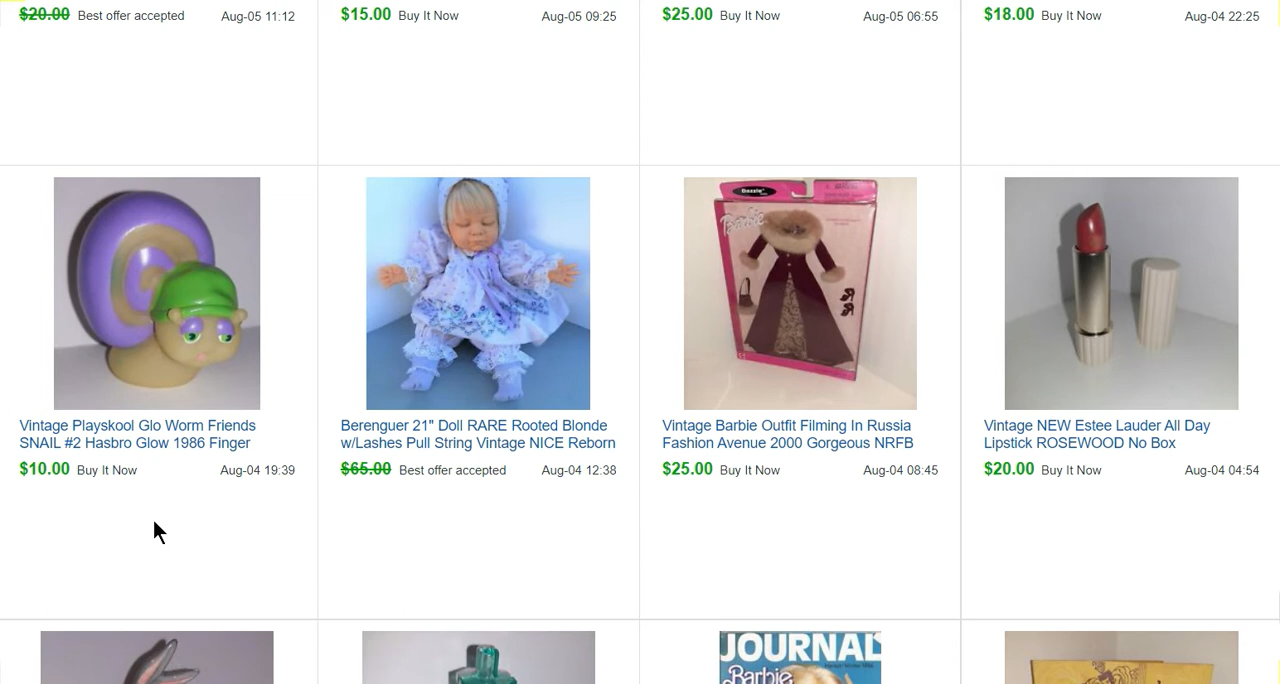 $20.00 Best offer accepted Aug-05 11:12
$15.00 Buy It Now Aug-05 09:25
$25.00 Buy It Now Aug-05 06:55
$18.00 Buy It Now Aug-04 22:25
Dazzle
Barbie
Vintage Playskool Glo Worm Friends
SNAIL #2 Hasbro Glow 1986 Finger
$10.00 Buy It Now Aug-04 19:39
Berenguer 21" Doll RARE Rooted Blonde
w/Lashes Pull String Vintage NICE Reborn
$65.00 Best offer accepted Aug-04 12:38
Vintage Barbie Outfit Filming In Russia
Fashion Avenue 2000 Gorgeous NRFB
$25.00 Buy It Now Aug-04 08:45
Vintage NEW Estee Lauder All Day
Lipstick ROSEWOOD No Box
$20.00 Buy It Now Aug-04 04:54
JOURNAL
Barbie